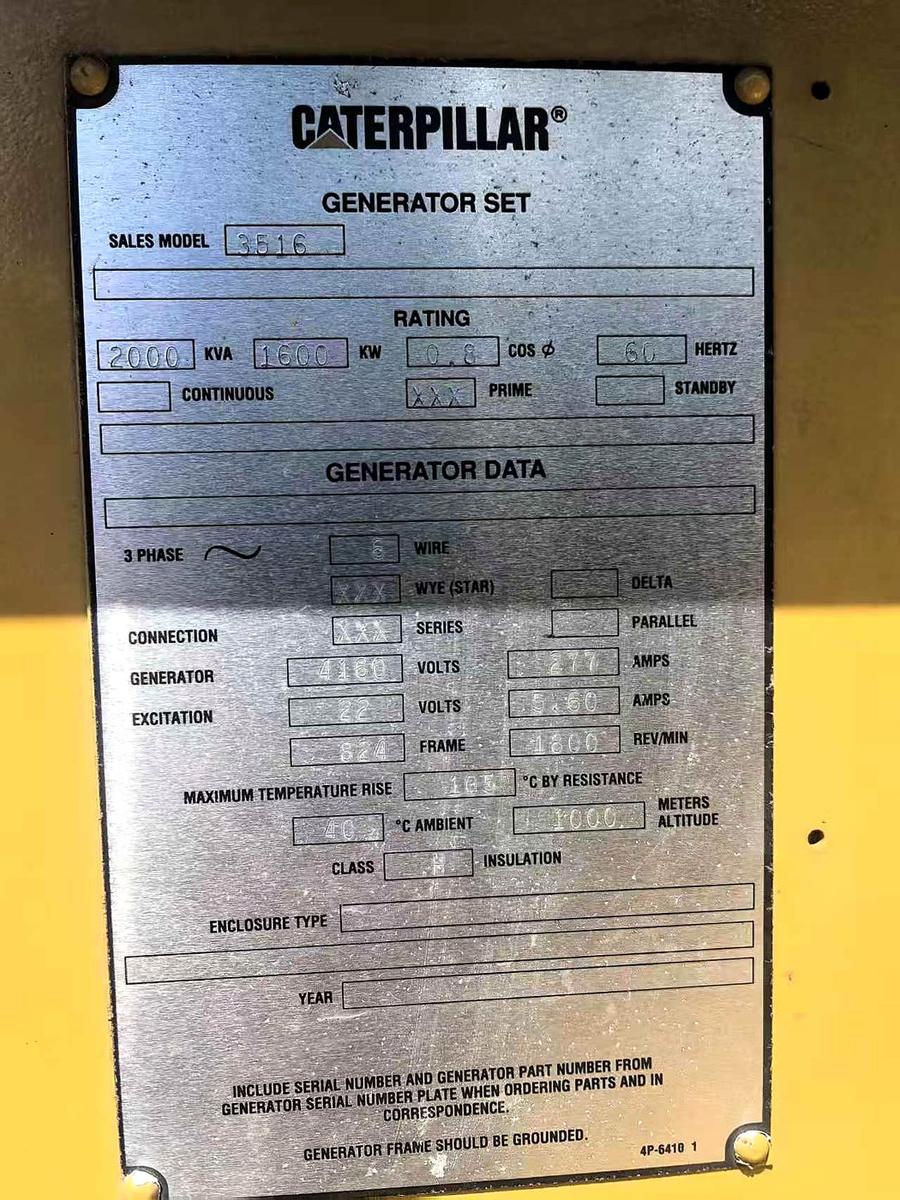 CATERPILLAR®
GENERATOR SET
SALES MODEL 3516
RATING
2000 KVA 1600 KW 0.8 COS φ 60 HERTZ
CONTINUOUS XXX PRIME STANDBY
GENERATOR DATA
3 PHASE 6 WIRE
XXX WYE (STAR) DELTA
CONNECTION XXX SERIES PARALLEL
GENERATOR 4160 VOLTS 277 AMPS
EXCITATION 22 VOLTS 5.60 AMPS
824 FRAME 1800 REV/MIN
MAXIMUM TEMPERATURE RISE 105 °C BY RESISTANCE
40 °C AMBIENT 1000 METERS ALTITUDE
CLASS H INSULATION
ENCLOSURE TYPE
YEAR
INCLUDE SERIAL NUMBER AND GENERATOR PART NUMBER FROM
GENERATOR SERIAL NUMBER PLATE WHEN ORDERING PARTS AND IN
CORRESPONDENCE.
GENERATOR FRAME SHOULD BE GROUNDED.
4P-6410 1